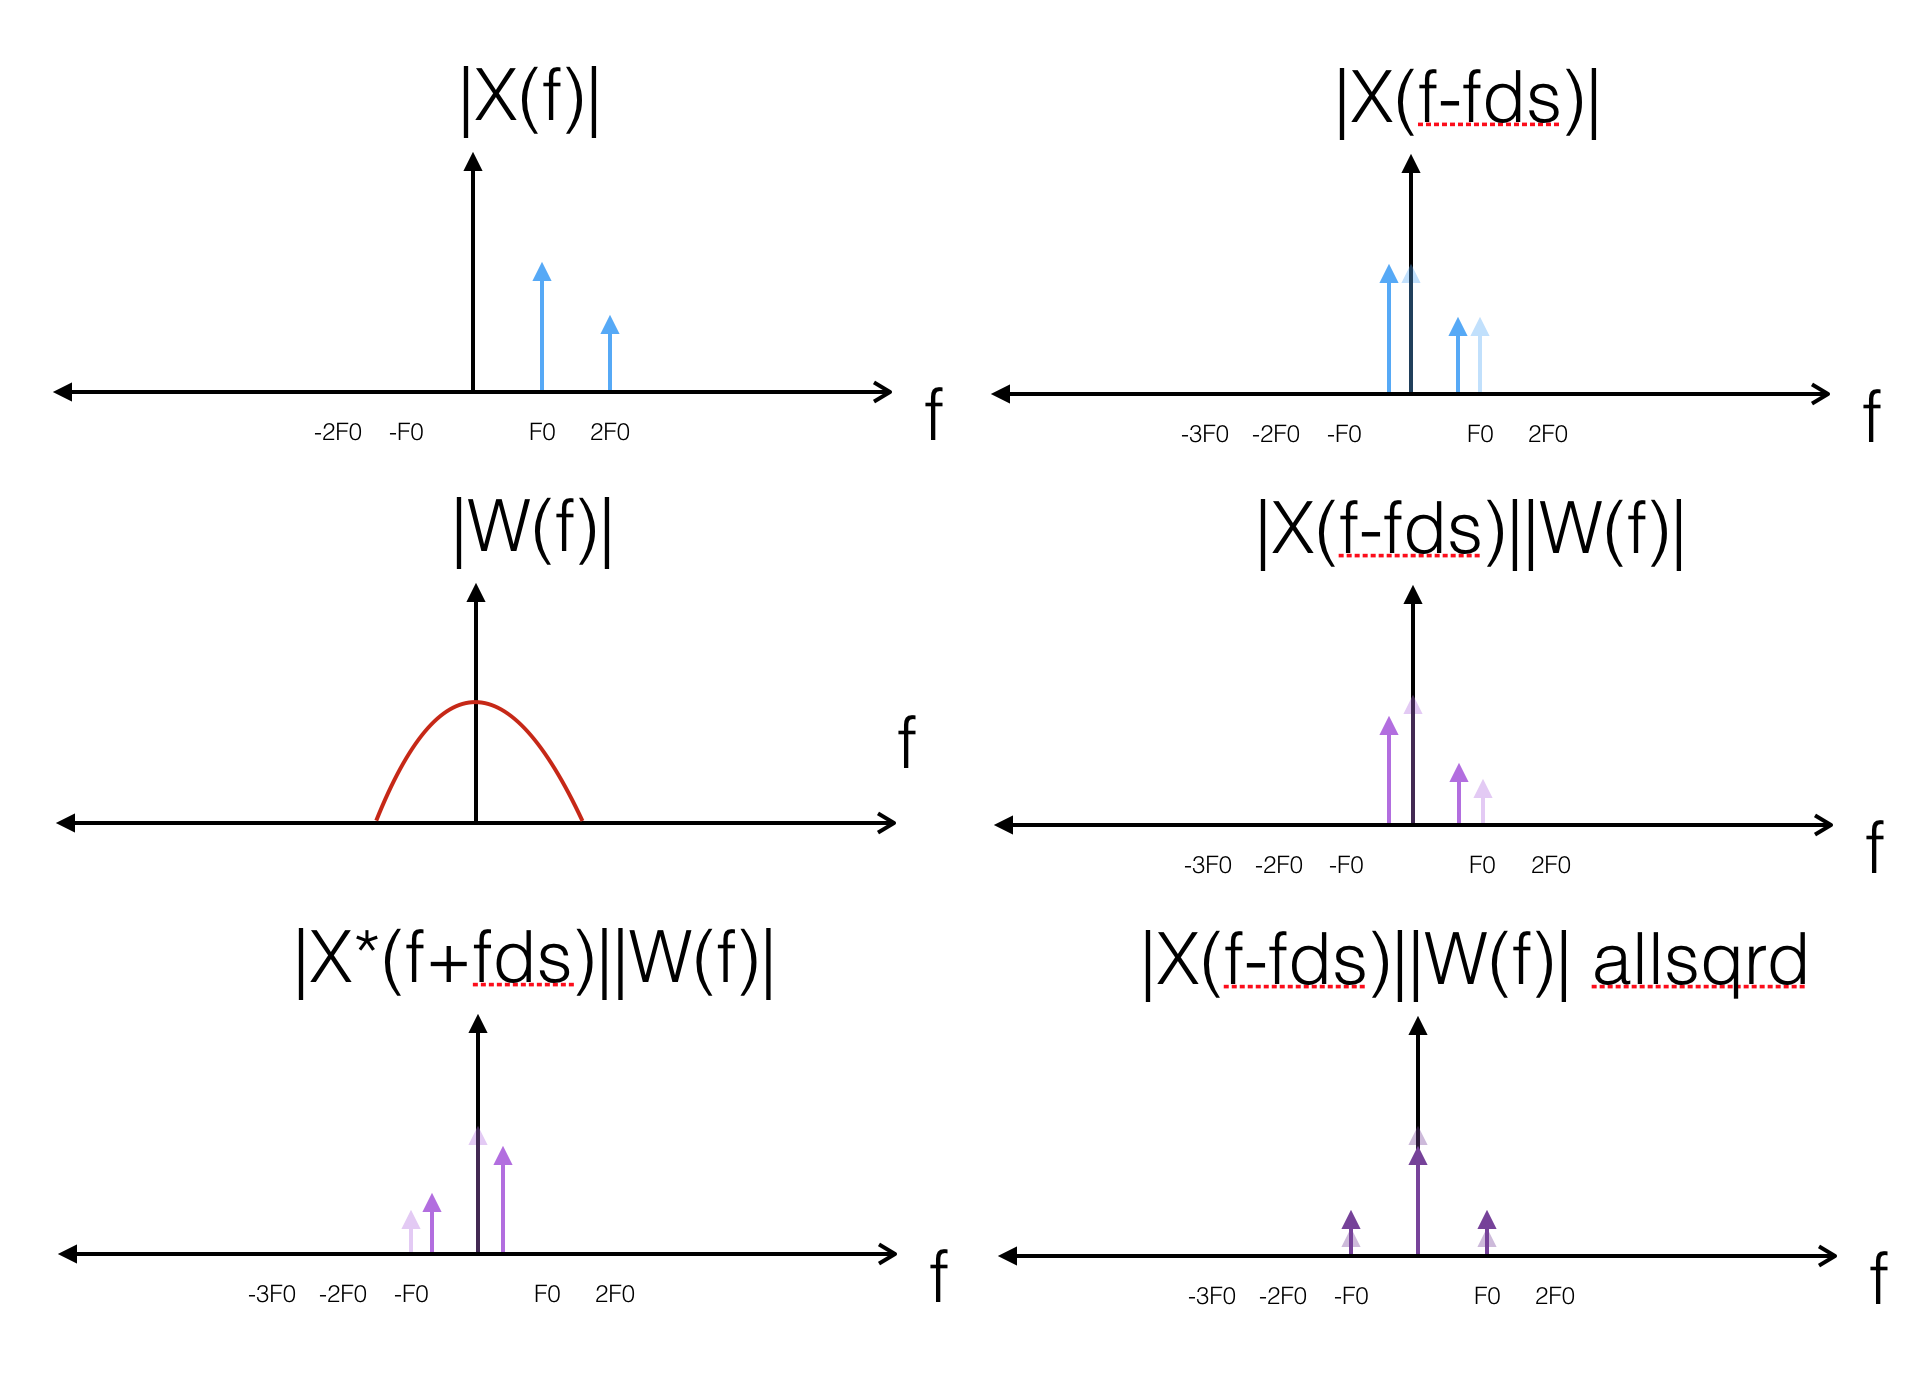 |X(f)|
-2F0 -F0 F0 2F0 f
|X(f-fds)|
-3F0 -2F0 -F0 F0 2F0 f
|W(f)|
f
|X(f-fds)||W(f)|
-3F0 -2F0 -F0 F0 2F0 f
|X*(f+fds)||W(f)|
-3F0 -2F0 -F0 F0 2F0 f
|X(f-fds)||W(f)| allsqrd
-3F0 -2F0 -F0 F0 2F0 f